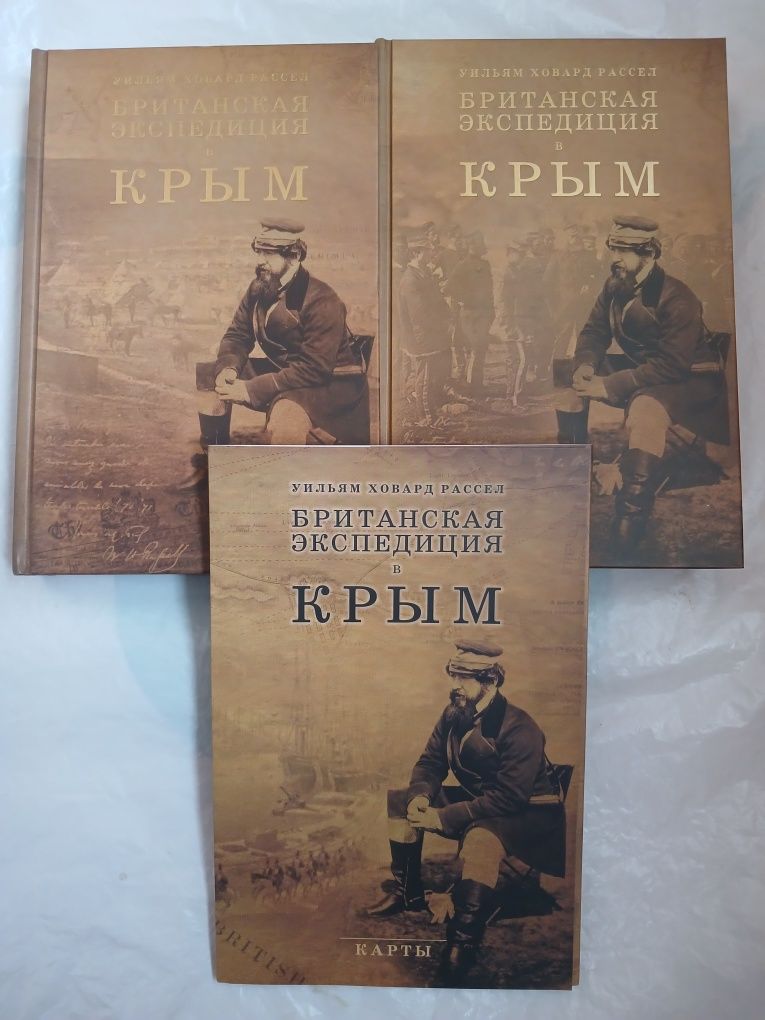 УИЛЬЯМ ХОВАРД РАССЕЛ
БРИТАНСКАЯ
ЭКСПЕДИЦИЯ
В
КРЫМ
УИЛЬЯМ ХОВАРД РАССЕЛ
БРИТАНСКАЯ
ЭКСПЕДИЦИЯ
В
КРЫМ
УИЛЬЯМ ХОВАРД РАССЕЛ
БРИТАНСКАЯ
ЭКСПЕДИЦИЯ
В
КРЫМ
BRITISH
КАРТЫ